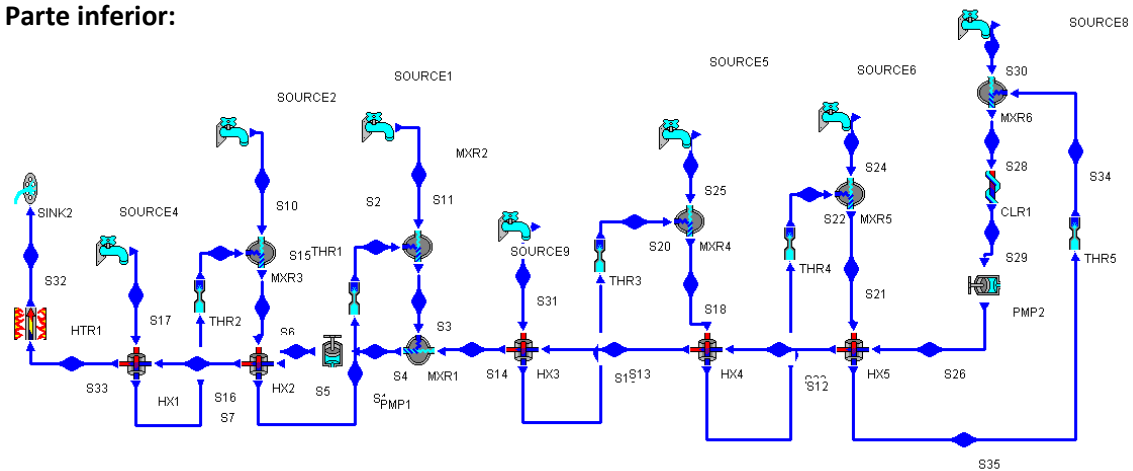 Parte inferior:
SOURCE8
SOURCE5
SOURCE6
SOURCE1
SOURCE2
S30
MXR6
MXR2
S24
S28
S34
S25
SINK2
SOURCE4
S10
S2
S11
S22
MXR5
CLR1
S15
THR1
SOURCE9
S20
MXR4
THR4
S29
THR5
MXR3
S32
THR3
S31
S21
THR2
S18
PMP2
HTR1
S17
S6
S3
S33
HX1
S16
S7
HX2
S5
PMP1
S4
MXR1
S14
HX3
S13
HX4
S12
HX5
S26
S35